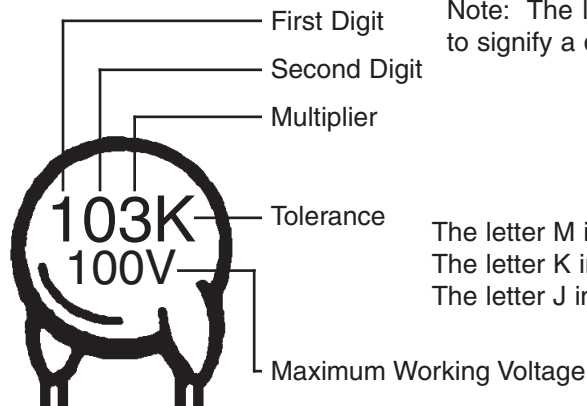 First Digit
Note: The
to signify a
Second Digit
Multiplier
103K
Tolerance
100V
The letter M
The letter K
The letter J
Maximum Working Voltage